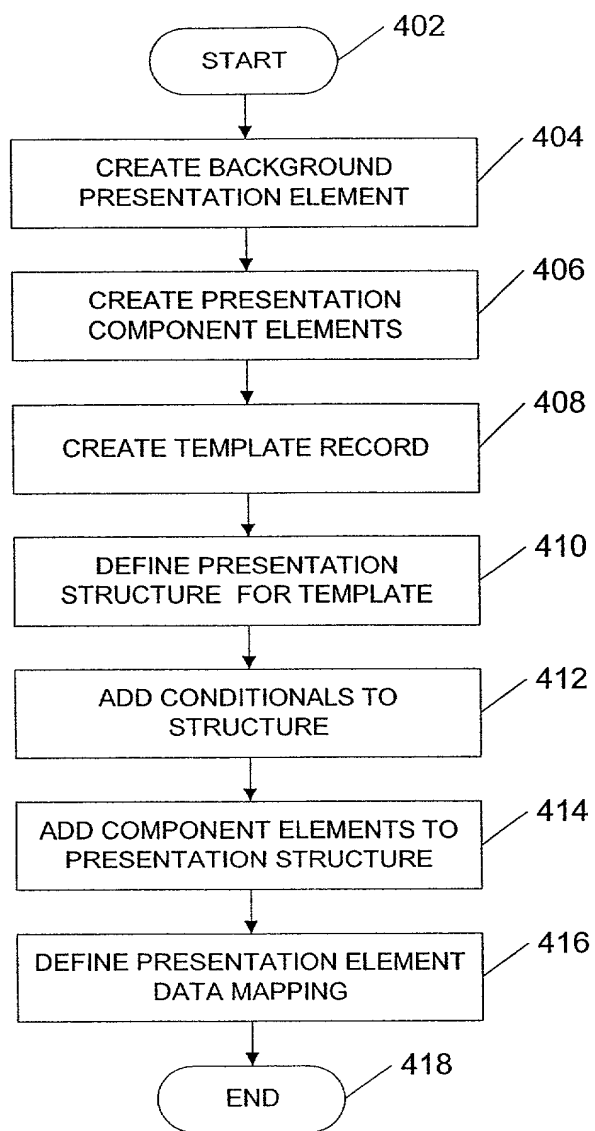 402
START
404
CREATE BACKGROUND
PRESENTATION ELEMENT
406
CREATE PRESENTATION
COMPONENT ELEMENTS
408
CREATE TEMPLATE RECORD
410
DEFINE PRESENTATION
STRUCTURE FOR TEMPLATE
412
ADD CONDITIONALS TO
STRUCTURE
414
ADD COMPONENT ELEMENTS TO
PRESENTATION STRUCTURE
416
DEFINE PRESENTATION ELEMENT
DATA MAPPING
418
END